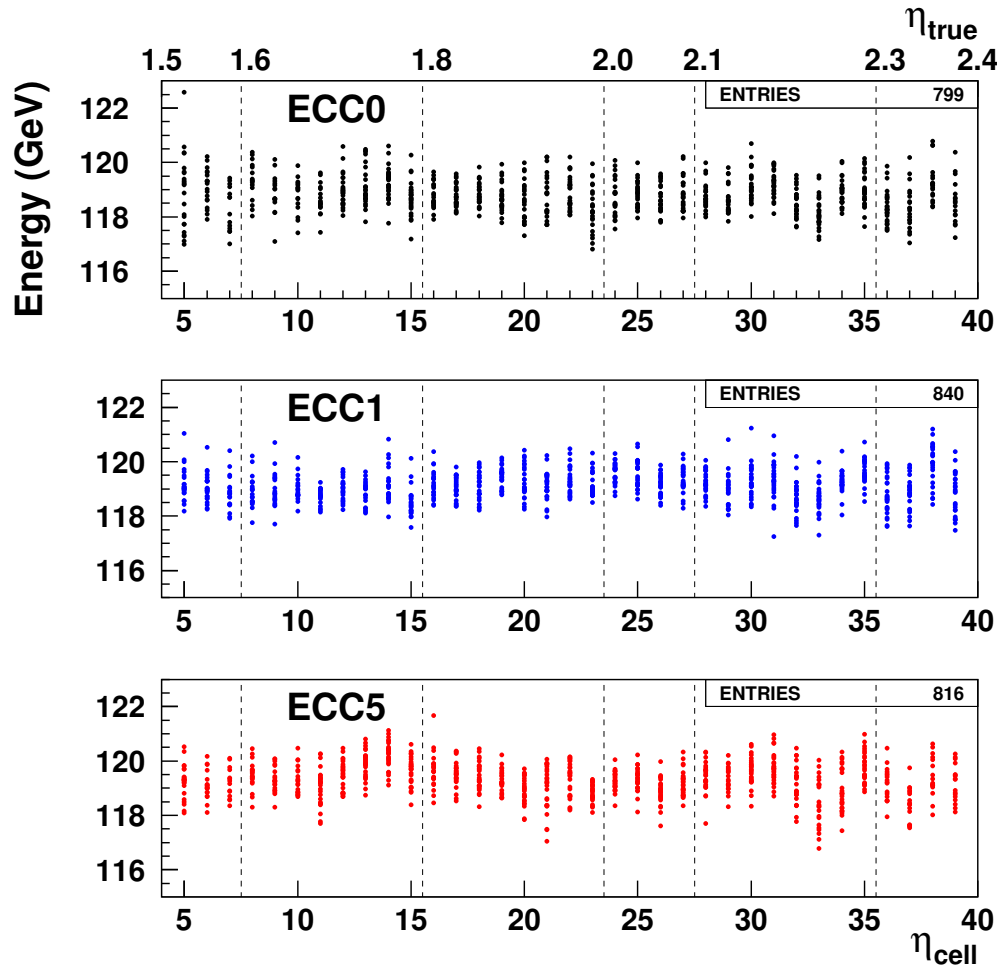 η_true
1.5 1.6 1.8 2.0 2.1 2.3 2.4
Energy (GeV)
ECC0
ENTRIES 799
122
120
118
116
5 10 15 20 25 30 35 40
ECC1
ENTRIES 840
122
120
118
116
5 10 15 20 25 30 35 40
ECC5
ENTRIES 816
122
120
118
116
5 10 15 20 25 30 35 40
η_cell